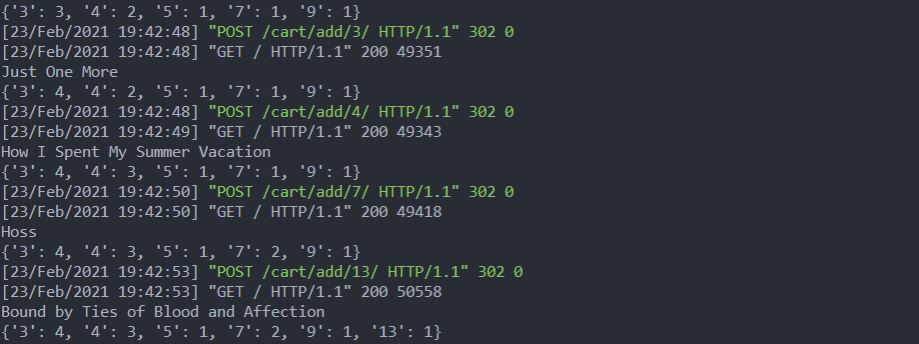 {'3': 3, '4': 2, '5': 1, '7': 1, '9': 1}
[23/Feb/2021 19:42:48] "POST /cart/add/3/ HTTP/1.1" 302 0
[23/Feb/2021 19:42:48] "GET / HTTP/1.1" 200 49351
Just One More
{'3': 4, '4': 2, '5': 1, '7': 1, '9': 1}
[23/Feb/2021 19:42:48] "POST /cart/add/4/ HTTP/1.1" 302 0
[23/Feb/2021 19:42:49] "GET / HTTP/1.1" 200 49343
How I Spent My Summer Vacation
{'3': 4, '4': 3, '5': 1, '7': 1, '9': 1}
[23/Feb/2021 19:42:50] "POST /cart/add/7/ HTTP/1.1" 302 0
[23/Feb/2021 19:42:50] "GET / HTTP/1.1" 200 49418
Hoss
{'3': 4, '4': 3, '5': 1, '7': 2, '9': 1}
[23/Feb/2021 19:42:53] "POST /cart/add/13/ HTTP/1.1" 302 0
[23/Feb/2021 19:42:53] "GET / HTTP/1.1" 200 50558
Bound by Ties of Blood and Affection
{'3': 4, '4': 3, '5': 1, '7': 2, '9': 1, '13': 1}